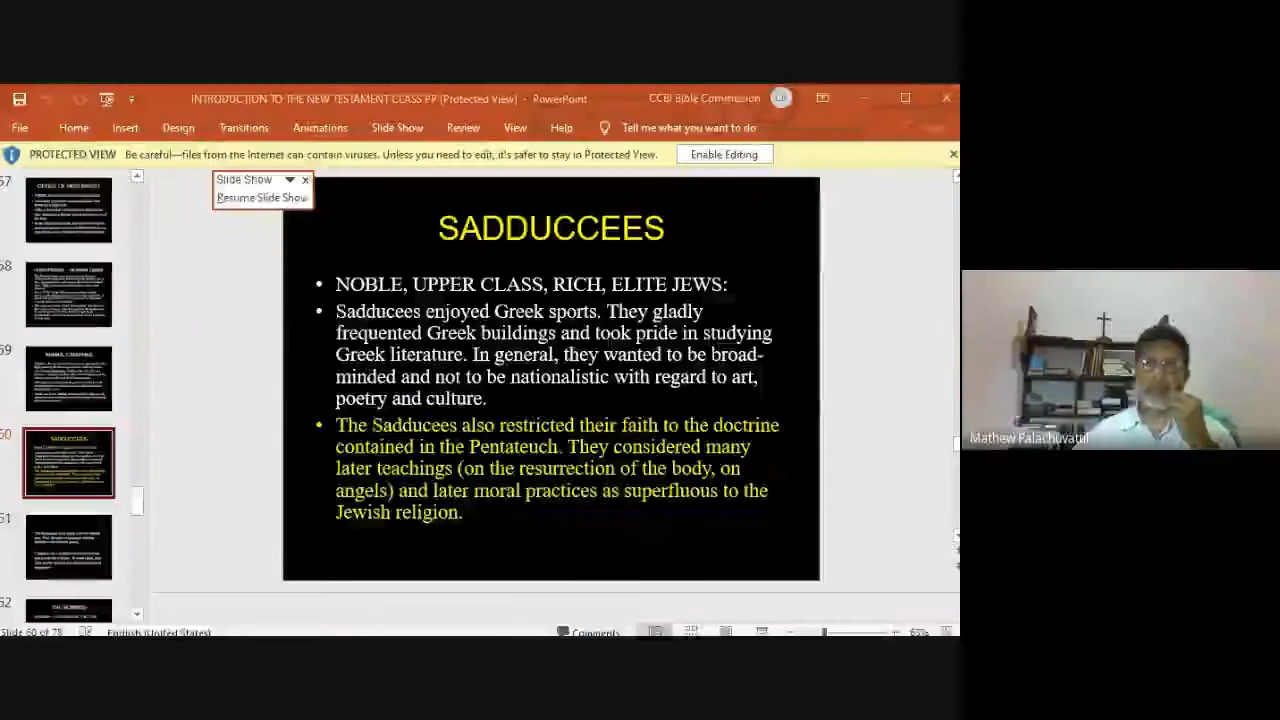 INTRODUCTION TO THE NEW TESTAMENT CLASS PP [Protected View] - PowerPoint
CCBI Bible Commission
File Home Insert Design Transitions Animations Slide Show Review View Help Tell me what you want to do
PROTECTED VIEW Be careful—files from the Internet can contain viruses. Unless you need to edit, it's safer to stay in Protected View. Enable Editing
Slide Show
Resume Slide Show
SADDUCCEES
• NOBLE, UPPER CLASS, RICH, ELITE JEWS:
• Sadducees enjoyed Greek sports. They gladly
frequented Greek buildings and took pride in studying
Greek literature. In general, they wanted to be broad-
minded and not to be nationalistic with regard to art,
poetry and culture.
• The Sadducees also restricted their faith to the doctrine
contained in the Pentateuch. They considered many
later teachings (on the resurrection of the body, on
angels) and later moral practices as superfluous to the
Jewish religion.
Mathew Palachuvattil
Slide 60 of 78 English (United States) Comments